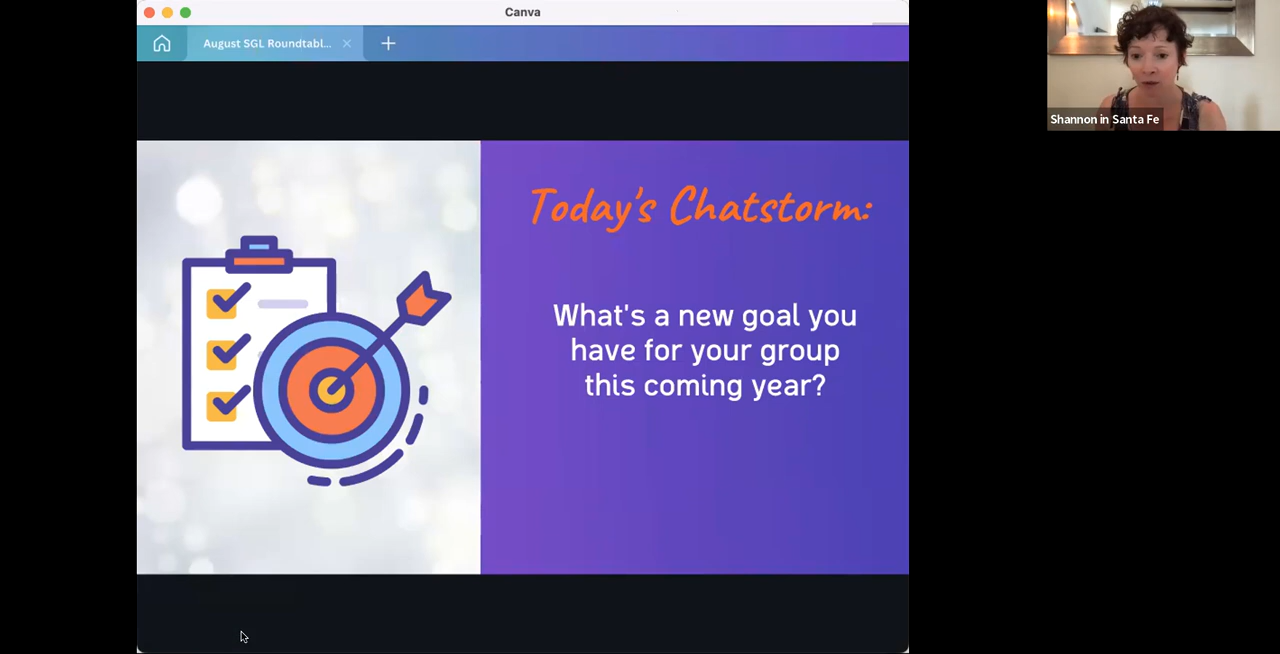 Canva
August SGL Roundtabl...
Shannon in Santa Fe
Today's Chatstorm:
What's a new goal you
have for your group
this coming year?